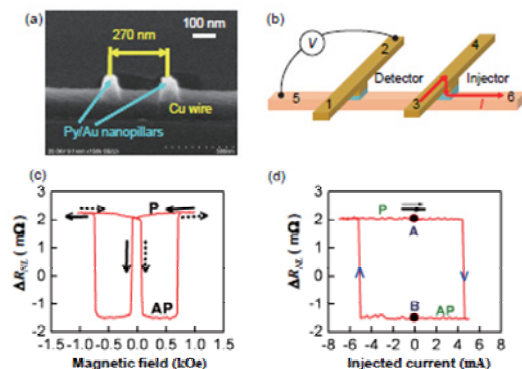 (a)
100 nm
270 nm
Cu wire
Py/Au nanopillars
(b)
V
2
4
Detector
Injector
5
1
3
I
6
(c)
3
2
1
0
-1
-2
P
AP
ΔR_NL (mΩ)
-1.5 -1.0 -0.5 0.0 0.5 1.0 1.5
Magnetic field (kOe)
(d)
3
2
1
0
-1
-2
P
A
B
AP
ΔR_NL (mΩ)
-8 -4 -2 0 2 4 6 8
Injected current (mA)